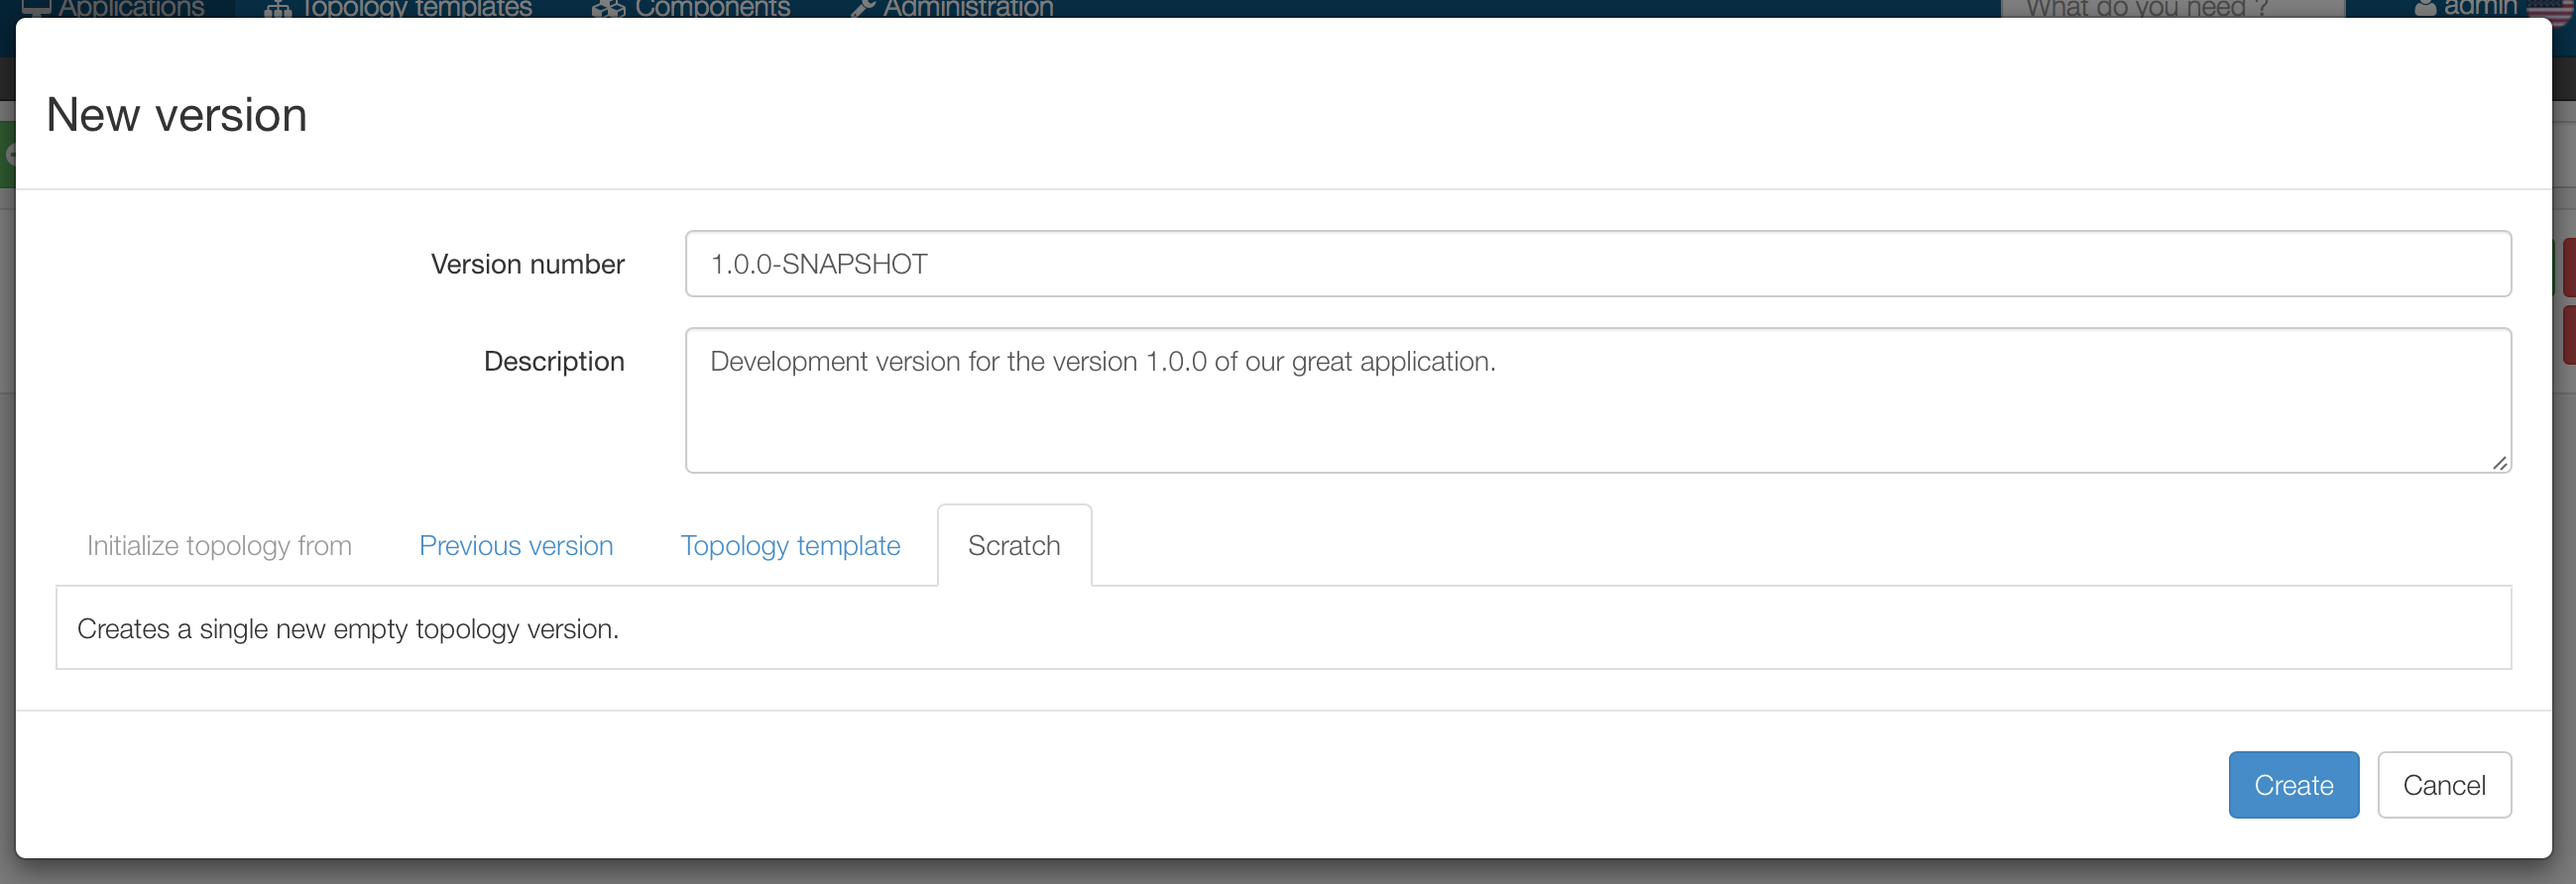 Applications Topology templates Components Administration What do you need ? admin
New version
Version number 1.0.0-SNAPSHOT
Description Development version for the version 1.0.0 of our great application.
Initialize topology from Previous version Topology template Scratch
Creates a single new empty topology version.
Create Cancel